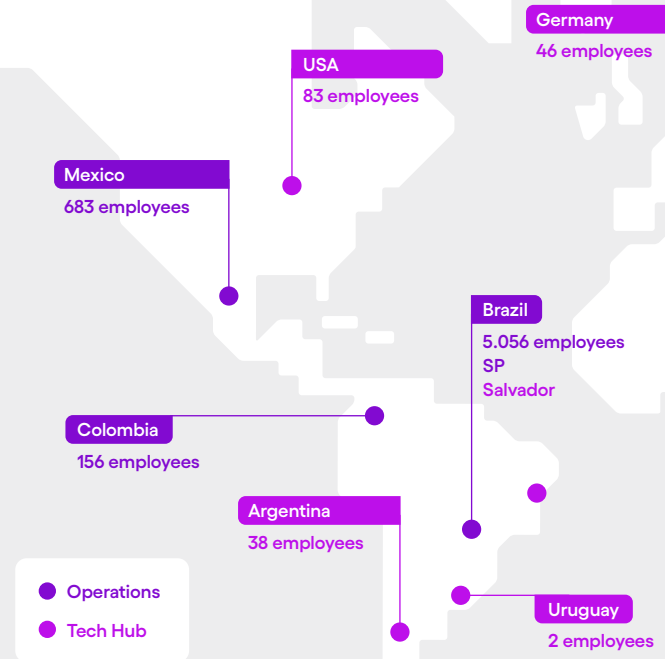 Germany
46 employees
USA
83 employees
Mexico
683 employees
Brazil
5.056 employees
SP
Salvador
Colombia
156 employees
Argentina
38 employees
Operations
Tech Hub
Uruguay
2 employees